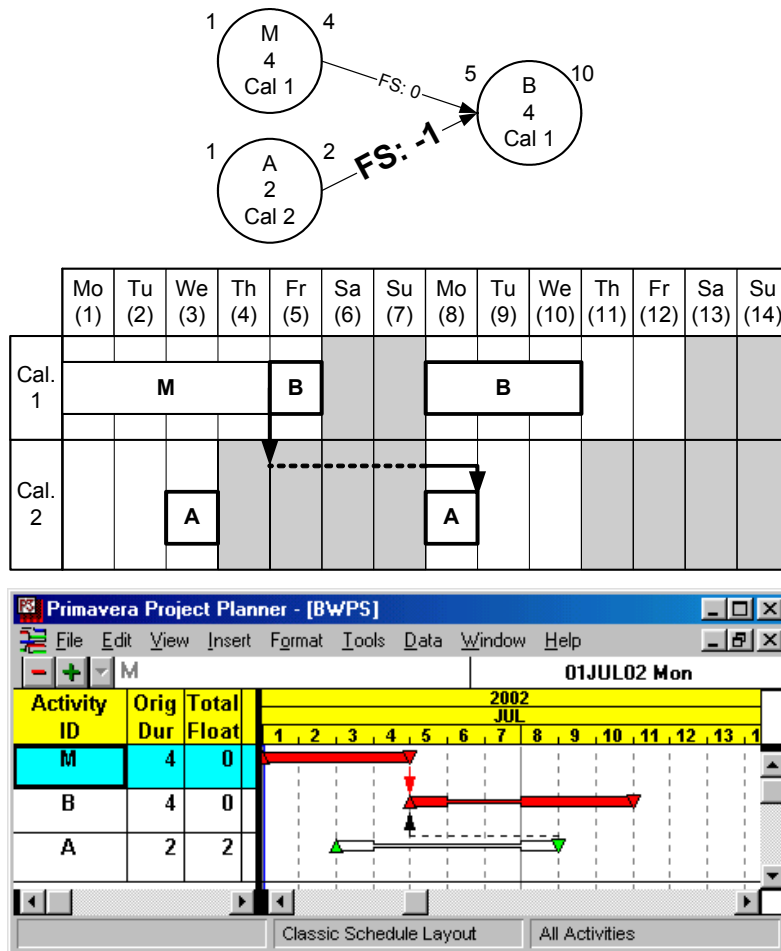 1 4
M
4
Cal 1
FS: 0
5 10
B
4
Cal 1
1 2
A
2
Cal 2
FS: -1
Mo Tu We Th Fr Sa Su Mo Tu We Th Fr Sa Su
(1) (2) (3) (4) (5) (6) (7) (8) (9) (10) (11) (12) (13) (14)
Cal. 1
M B B
Cal. 2
A A
Primavera Project Planner - [BWPS]
File Edit View Insert Format Tools Data Window Help
M 01JUL02 Mon
Activity ID Orig Dur Total Float
2002
JUL
1 2 3 4 5 6 7 8 9 10 11 12 13 1
M 4 0
B 4 0
A 2 2
Classic Schedule Layout All Activities